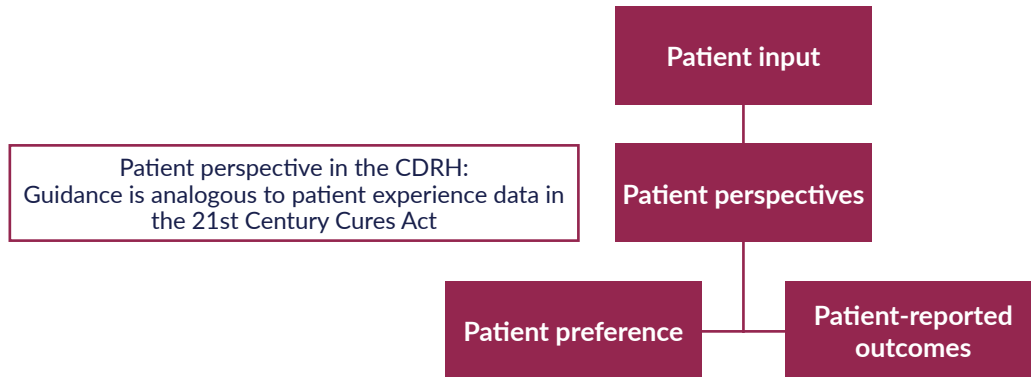 Patient input
Patient perspective in the CDRH:
Guidance is analogous to patient experience data in
the 21st Century Cures Act
Patient perspectives
Patient preference
Patient-reported
outcomes